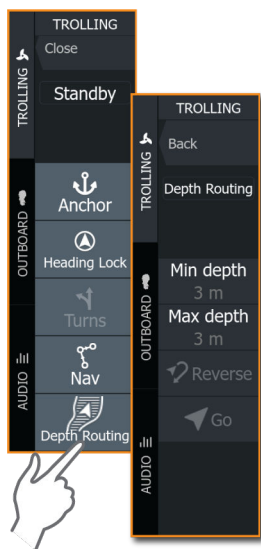 TROLLING
Close
TROLLING
Standby
OUTBOARD
AUDIO
Anchor
Heading Lock
Turns
Nav
Depth Routing
TROLLING
Back
TROLLING
Depth Routing
OUTBOARD
AUDIO
Min depth
3 m
Max depth
3 m
Reverse
Go